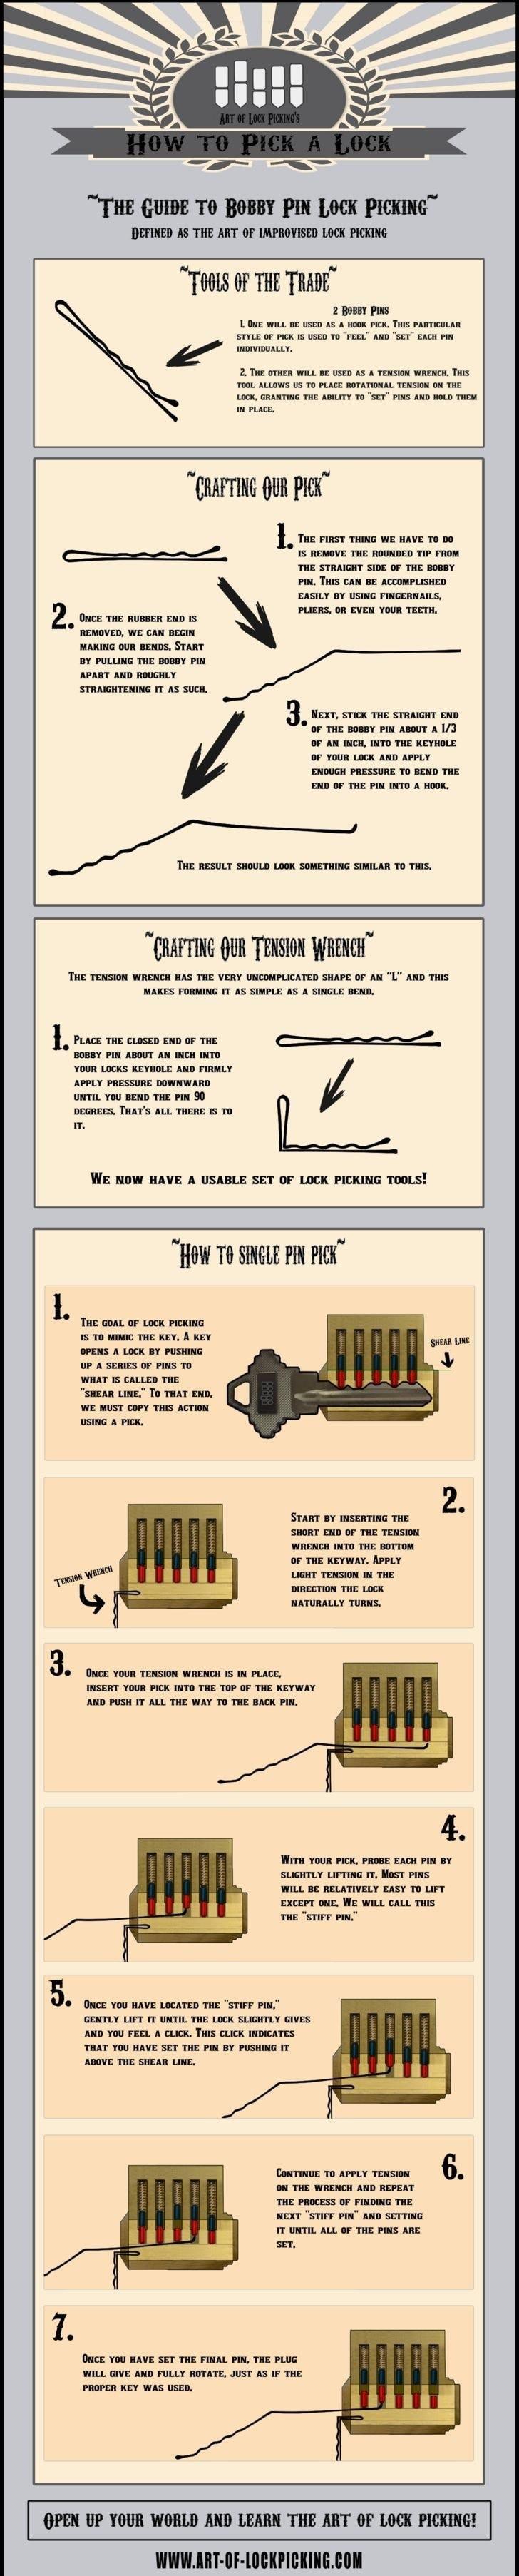 Art of Lock Picking's
How to Pick a Lock
~The Guide to Bobby Pin Lock Picking~
Defined as the art of improvised lock picking
~Tools of the Trade~
2 Bobby Pins
1. One will be used as a hook pick. This particular
style of pick is used to "feel" and "set" each pin
individually.
2. The other will be used as a tension wrench. This
tool allows us to place rotational tension on the
lock, granting the ability to "set" pins and hold them
in place.
~Crafting Our Pick~
1. The first thing we have to do
is remove the rounded tip from
the straight side of the bobby
pin. This can be accomplished
easily by using fingernails,
pliers, or even your teeth.
2. Once the rubber end is
removed, we can begin
making our bends. Start
by pulling the bobby pin
apart and roughly
straightening it as such.
3. Next, stick the straight end
of the bobby pin about a 1/3
of an inch, into the keyhole
of your lock and apply
enough pressure to bend the
end of the pin into a hook.
The result should look something similar to this.
~Crafting Our Tension Wrench~
The tension wrench has the very uncomplicated shape of an "L" and this
makes forming it as simple as a single bend.
1. Place the closed end of the
bobby pin about an inch into
your locks keyhole and firmly
apply pressure downward
until you bend the pin 90
degrees. That's all there is to
it.
We now have a usable set of lock picking tools!
~How to Single Pin Pick~
1.
The goal of lock picking
is to mimic the key. A key
opens a lock by pushing
up a series of pins to
what is called the
"shear line." To that end,
we must copy this action
using a pick.
Shear Line
2.
Start by inserting the
short end of the tension
wrench into the bottom
of the keyway. Apply
light tension in the
direction the lock
naturally turns.
Tension Wrench
3. Once your tension wrench is in place,
insert your pick into the top of the keyway
and push it all the way to the back pin.
4.
With your pick, probe each pin by
slightly lifting it. Most pins
will be relatively easy to lift
except one. We will call this
the "stiff pin."
5. Once you have located the "stiff pin,"
gently lift it until the lock slightly gives
and you feel a click. This click indicates
that you have set the pin by pushing it
above the shear line.
6.
Continue to apply tension
on the wrench and repeat
the process of finding the
next "stiff pin" and setting
it until all of the pins are
set.
7.
Once you have set the final pin, the plug
will give and fully rotate, just as if the
proper key was used.
Open up your world and learn the art of lock picking!
www.art-of-lockpicking.com